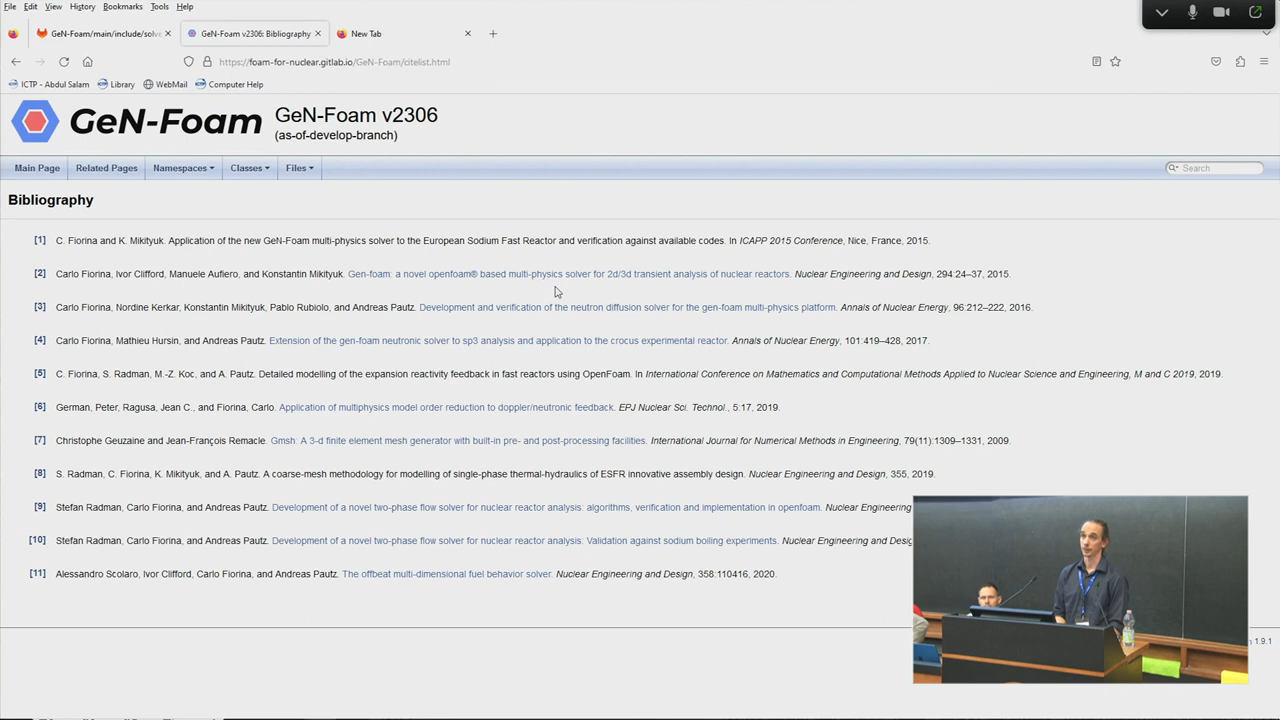 File Edit View History Bookmarks Tools Help
GeN-Foam/main/include/solve
GeN-Foam v2306: Bibliography
New Tab
https://foam-for-nuclear.gitlab.io/GeN-Foam/citelist.html
ICTP - Abdul Salam Library WebMail Computer Help
GeN-Foam
GeN-Foam v2306
(as-of-develop-branch)
Main Page Related Pages Namespaces Classes Files Search
Bibliography
[1] C. Fiorina and K. Mikityuk. Application of the new GeN-Foam multi-physics solver to the European Sodium Fast Reactor and verification against available codes. In ICAPP 2015 Conference, Nice, France, 2015.
[2] Carlo Fiorina, Ivor Clifford, Manuele Aufiero, and Konstantin Mikityuk. Gen-foam: a novel openfoam® based multi-physics solver for 2d/3d transient analysis of nuclear reactors. Nuclear Engineering and Design, 294:24–37, 2015.
[3] Carlo Fiorina, Nordine Kerkar, Konstantin Mikityuk, Pablo Rubiolo, and Andreas Pautz. Development and verification of the neutron diffusion solver for the gen-foam multi-physics platform. Annals of Nuclear Energy, 96:212–222, 2016.
[4] Carlo Fiorina, Mathieu Hursin, and Andreas Pautz. Extension of the gen-foam neutronic solver to sp3 analysis and application to the crocus experimental reactor. Annals of Nuclear Energy, 101:419–428, 2017.
[5] C. Fiorina, S. Radman, M.-Z. Koc, and A. Pautz. Detailed modelling of the expansion reactivity feedback in fast reactors using OpenFoam. In International Conference on Mathematics and Computational Methods Applied to Nuclear Science and Engineering, M and C 2019, 2019.
[6] German, Peter, Ragusa, Jean C., and Fiorina, Carlo. Application of multiphysics model order reduction to doppler/neutronic feedback. EPJ Nuclear Sci. Technol., 5:17, 2019.
[7] Christophe Geuzaine and Jean-François Remacle. Gmsh: A 3-d finite element mesh generator with built-in pre- and post-processing facilities. International Journal for Numerical Methods in Engineering, 79(11):1309–1331, 2009.
[8] S. Radman, C. Fiorina, K. Mikityuk, and A. Pautz. A coarse-mesh methodology for modelling of single-phase thermal-hydraulics of ESFR innovative assembly design. Nuclear Engineering and Design, 355, 2019.
[9] Stefan Radman, Carlo Fiorina, and Andreas Pautz. Development of a novel two-phase flow solver for nuclear reactor analysis: algorithms, verification and implementation in openfoam. Nuclear Engineering
[10] Stefan Radman, Carlo Fiorina, and Andreas Pautz. Development of a novel two-phase flow solver for nuclear reactor analysis: Validation against sodium boiling experiments. Nuclear Engineering and Desig
[11] Alessandro Scolaro, Ivor Clifford, Carlo Fiorina, and Andreas Pautz. The offbeat multi-dimensional fuel behavior solver. Nuclear Engineering and Design, 358:110416, 2020.
1.9.1